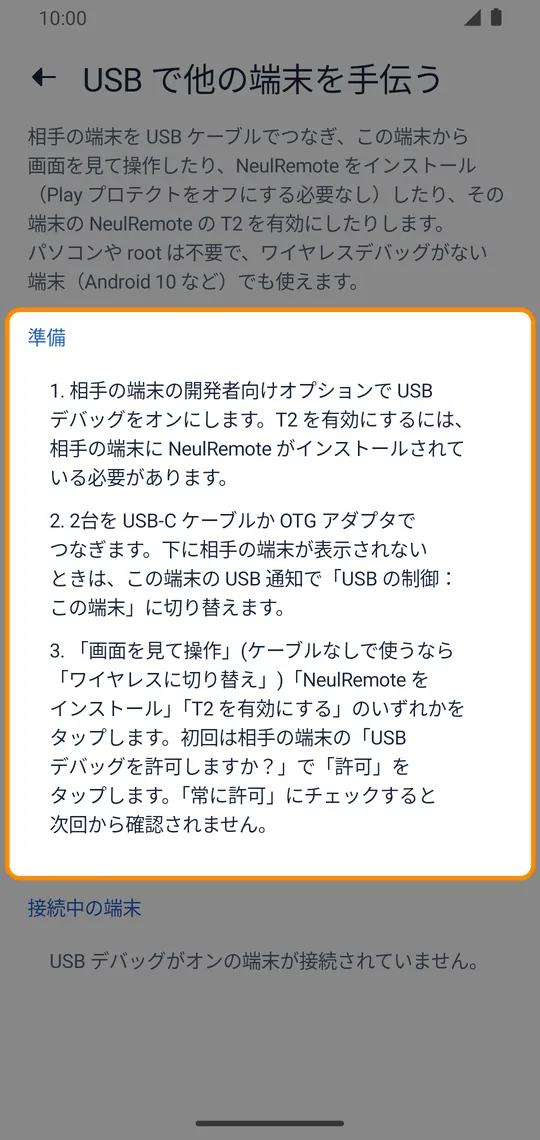 10:00
USB で他の端末を手伝う
相手の端末を USB ケーブルでつなぎ、この端末から
画面を見て操作したり、NeulRemote をインストール
（Play プロテクトをオフにする必要なし）したり、その
端末の NeulRemote の T2 を有効にしたりします。
パソコンや root は不要で、ワイヤレスデバッグがない
端末（Android 10 など）でも使えます。
準備
1. 相手の端末の開発者向けオプションで USB
デバッグをオンにします。T2 を有効にするには、
相手の端末に NeulRemote がインストールされて
いる必要があります。
2. 2台を USB-C ケーブルか OTG アダプタで
つなぎます。下に相手の端末が表示されない
ときは、この端末の USB 通知で「USB の制御：
この端末」に切り替えます。
3. 「画面を見て操作」(ケーブルなしで使うなら
「ワイヤレスに切り替え」)「NeulRemote を
インストール」「T2 を有効にする」のいずれかを
タップします。初回は相手の端末の「USB
デバッグを許可しますか？」で「許可」を
タップします。「常に許可」にチェックすると
次回から確認されません。
接続中の端末
USB デバッグがオンの端末が接続されていません。